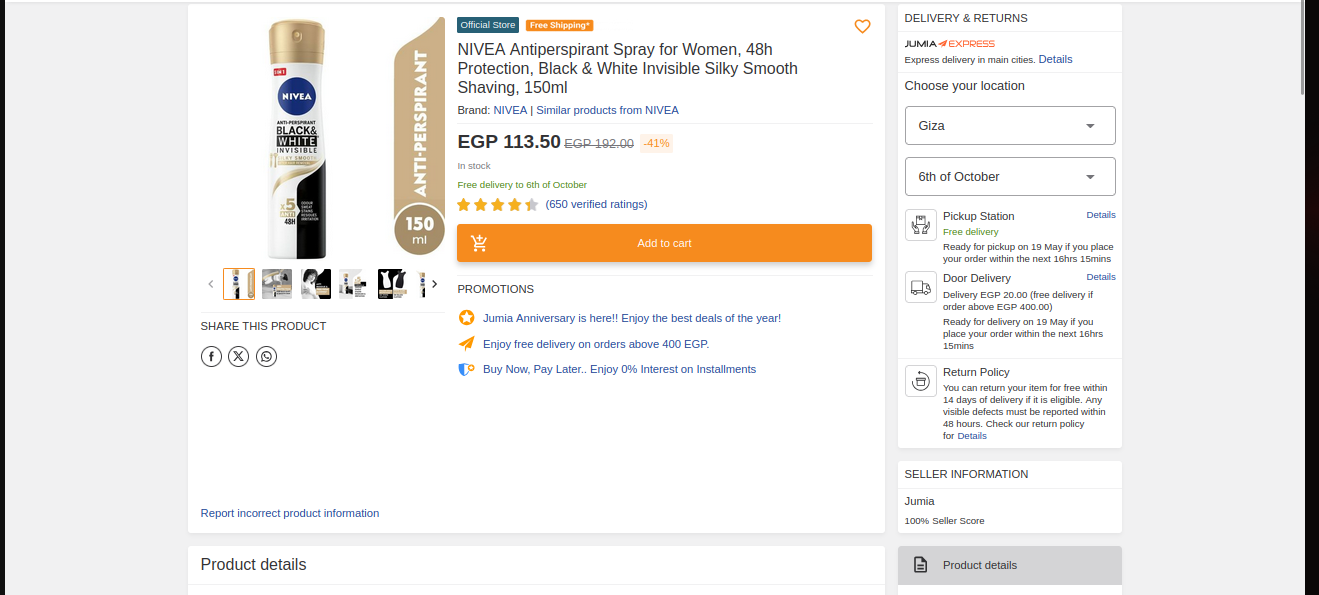 Official Store
Free Shipping*
NIVEA Antiperspirant Spray for Women, 48h
Protection, Black & White Invisible Silky Smooth
Shaving, 150ml
Brand: NIVEA | Similar products from NIVEA
EGP 113.50 EGP 192.00 -41%
In stock
Free delivery to 6th of October
(650 verified ratings)
Add to cart
PROMOTIONS
Jumia Anniversary is here!! Enjoy the best deals of the year!
Enjoy free delivery on orders above 400 EGP.
Buy Now, Pay Later.. Enjoy 0% Interest on Installments
NIVEA
ANTI-PERSPIRANT
BLACK&
WHITE
INVISIBLE
SILKY SMOOTH
x5
48H
ANTI-PERSPIRANT
150
ml
SHARE THIS PRODUCT
Report incorrect product information
Product details
DELIVERY & RETURNS
JUMIA EXPRESS
Express delivery in main cities. Details
Choose your location
Giza
6th of October
Pickup Station
Details
Free delivery
Ready for pickup on 19 May if you place
your order within the next 16hrs 15mins
Door Delivery
Details
Delivery EGP 20.00 (free delivery if
order above EGP 400.00)
Ready for delivery on 19 May if you
place your order within the next 16hrs
15mins
Return Policy
You can return your item for free within
14 days of delivery if it is eligible. Any
visible defects must be reported within
48 hours. Check our return policy
for Details
SELLER INFORMATION
Jumia
100% Seller Score
Product details